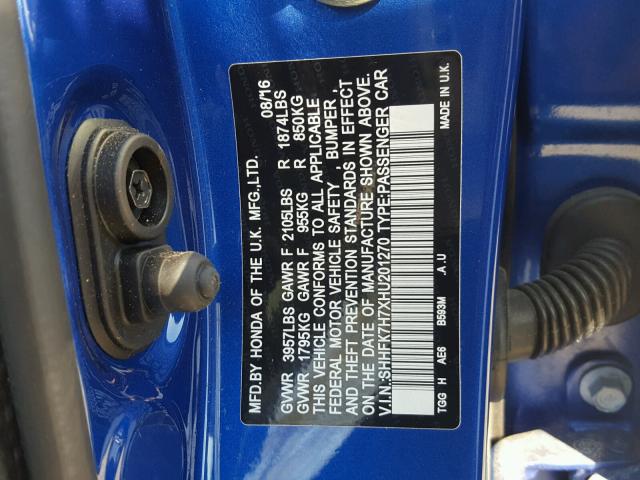 MFD.BY HONDA OF THE U.K. MFG.,LTD. 08/16
GVWR 3957LBS GAWR F 2105LBS R 1874LBS
GVWR 1795KG GAWR F 955KG R 850KG
THIS VEHICLE CONFORMS TO ALL APPLICABLE
FEDERAL MOTOR VEHICLE SAFETY , BUMPER ,
AND THEFT PREVENTION STANDARDS IN EFFECT
ON THE DATE OF MANUFACTURE SHOWN ABOVE.
V.I.N.:SHHFK7H7XHU201270 TYPE:PASSENGER CAR
TGG H AE6 B593M A.U MADE IN U.K.